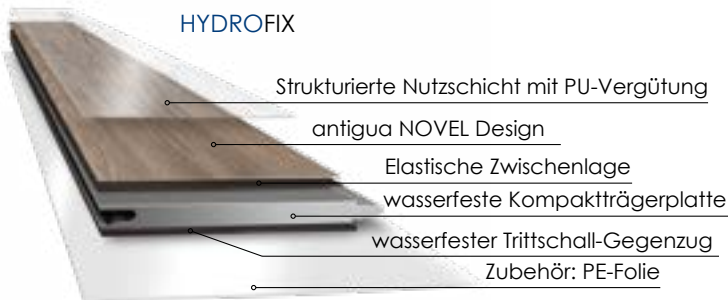 HYDROFIX
Strukturierte Nutzschicht mit PU-Vergütung
antigua NOVEL Design
Elastische Zwischenlage
wasserfeste Kompaktträgerplatte
wasserfester Trittschall-Gegenzug
Zubehör: PE-Folie